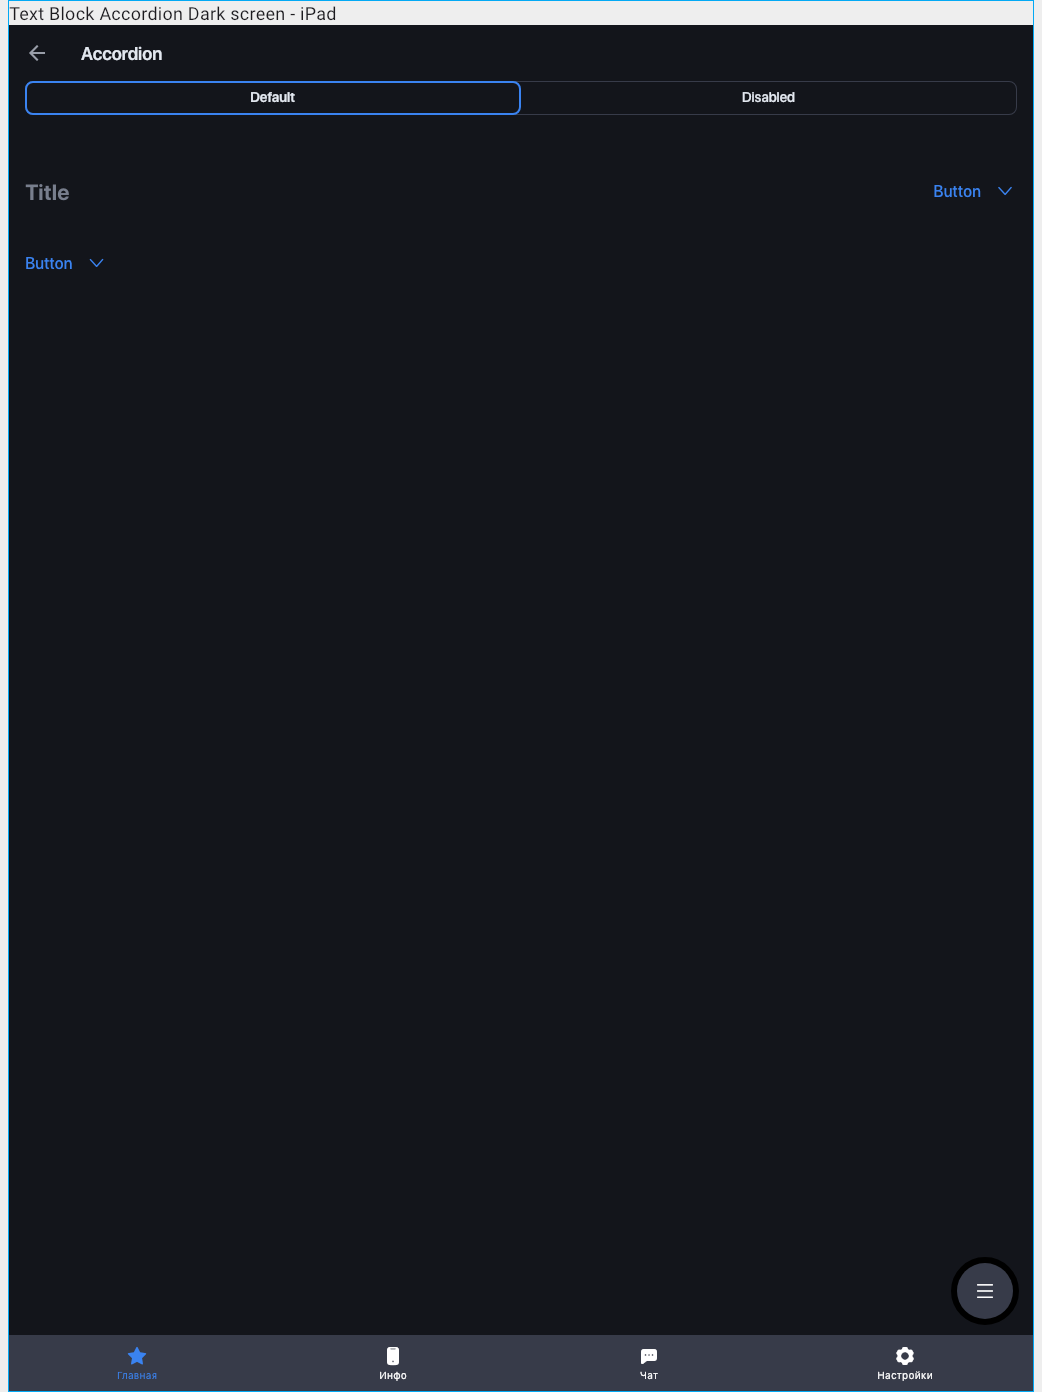 Text Block Accordion Dark screen - iPad
Accordion
Default Disabled
Title Button
Button
Главная Инфо Чат Настройки